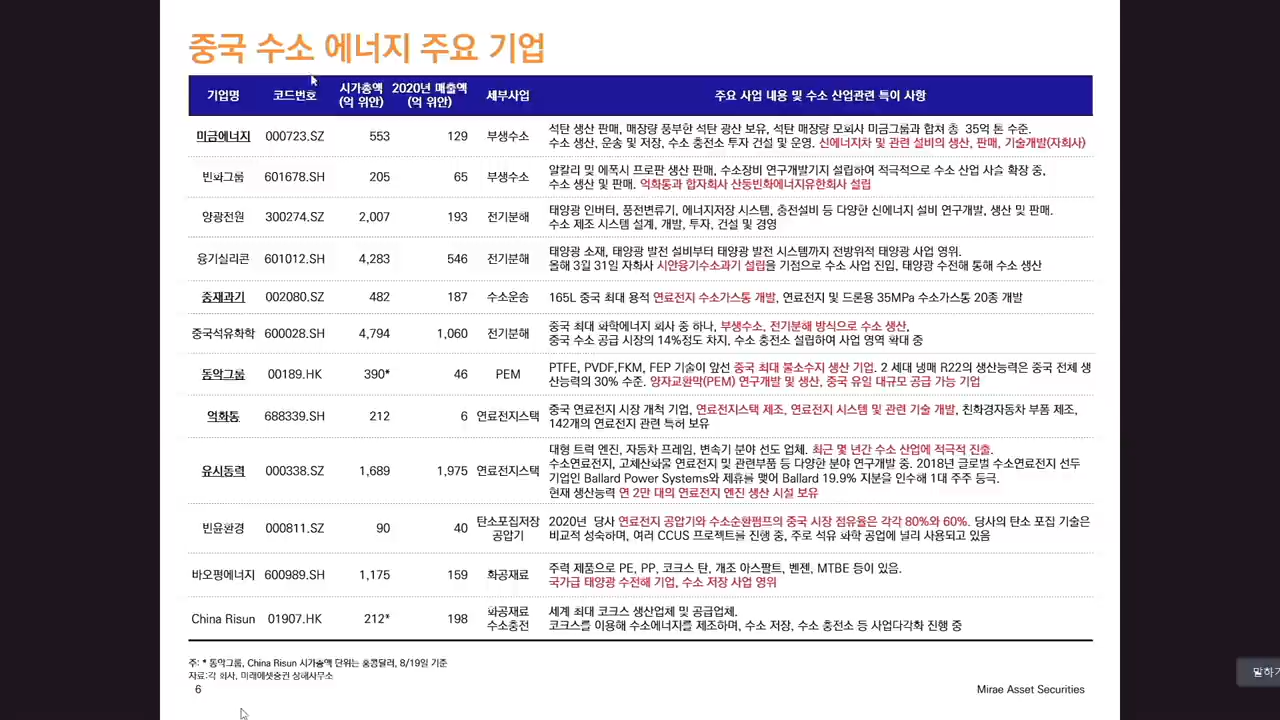 중국 수소 에너지 주요 기업
기업명 코드번호 시가총액 (억 위안) 2020년 매출액 (억 위안) 세부사업 주요 사업 내용 및 수소 산업관련 특이 사항
미금에너지 000723.SZ 553 129 부생수소 석탄 생산 판매, 매장량 풍부한 석탄 광산 보유, 석탄 매장량 모회사 미금그룹과 합쳐 총 35억 톤 수준.
수소 생산, 운송 및 저장, 수소 충전소 투자 건설 및 운영. 신에너지차 및 관련 설비의 생산, 판매, 기술개발(자회사)
빈화그룹 601678.SH 205 65 부생수소 알칼리 및 에폭시 프로판 생산 판매, 수소장비 연구개발기지 설립하여 적극적으로 수소 산업 사슬 확장 중,
수소 생산 및 판매. 억화통과 합자회사 산둥빈화에너지유한회사 설립
양광전원 300274.SZ 2,007 193 전기분해 태양광 인버터, 풍전변류기, 에너지저장 시스템, 충전설비 등 다양한 신에너지 설비 연구개발, 생산 및 판매.
수소 제조 시스템 설계, 개발, 투자, 건설 및 경영
융기실리콘 601012.SH 4,283 546 전기분해 태양광 소재, 태양광 발전 설비부터 태양광 발전 시스템까지 전방위적 태양광 사업 영위.
올해 3월 31일 자화사 시안융기수소과기 설립을 기점으로 수소 사업 진입, 태양광 수전해 통해 수소 생산
중재과기 002080.SZ 482 187 수소운송 165L 중국 최대 용적 연료전지 수소가스통 개발, 연료전지 및 드론용 35MPa 수소가스통 20종 개발
중국석유화학 600028.SH 4,794 1,060 전기분해 중국 최대 화학에너지 회사 중 하나, 부생수소, 전기분해 방식으로 수소 생산,
중국 수소 공급 시장의 14%정도 차지, 수소 충전소 설립하여 사업 영역 확대 중
동악그룹 00189.HK 390* 46 PEM PTFE, PVDF,FKM, FEP 기술이 앞선 중국 최대 불소수지 생산 기업. 2 세대 냉매 R22의 생산능력은 중국 전체 생
산능력의 30% 수준. 양자교환막(PEM) 연구개발 및 생산, 중국 유일 대규모 공급 가능 기업
억화통 688339.SH 212 6 연료전지스택 중국 연료전지 시장 개척 기업, 연료전지스택 제조, 연료전지 시스템 및 관련 기술 개발, 친화경자동차 부품 제조,
142개의 연료전지 관련 특허 보유
유시동력 000338.SZ 1,689 1,975 연료전지스택 대형 트럭 엔진, 자동차 프레임, 변속기 분야 선도 업체. 최근 몇 년간 수소 산업에 적극적 진출.
수소연료전지, 고체산화물 연료전지 및 관련부품 등 다양한 분야 연구개발 중. 2018년 글로벌 수소연료전지 선두
기업인 Ballard Power Systems와 제휴를 맺어 Ballard 19.9% 지분을 인수해 1대 주주 등극.
현재 생산능력 연 2만 대의 연료전지 엔진 생산 시설 보유
빈윤환경 000811.SZ 90 40 탄소포집저장 공압기 2020년 당사 연료전지 공압기와 수소순환펌프의 중국 시장 점유율은 각각 80%와 60%. 당사의 탄소 포집 기술은
비교적 성숙하며, 여러 CCUS 프로젝트를 진행 중, 주로 석유 화학 공업에 널리 사용되고 있음
바오펑에너지 600989.SH 1,175 159 화공재료 주력 제품으로 PE, PP, 코크스 탄, 개조 아스팔트, 벤젠, MTBE 등이 있음.
국가급 태양광 수전해 기업, 수소 저장 사업 영위
China Risun 01907.HK 212* 198 화공재료 수소충전 세계 최대 코크스 생산업체 및 공급업체.
코크스를 이용해 수소에너지를 제조하며, 수소 저장, 수소 충전소 등 사업다각화 진행 중
주: * 동악그룹, China Risun 시가총액 단위는 홍콩달러, 8/19일 기준
자료:각 회사, 미래에셋증권 상해사무소
6 Mirae Asset Securities
말하기